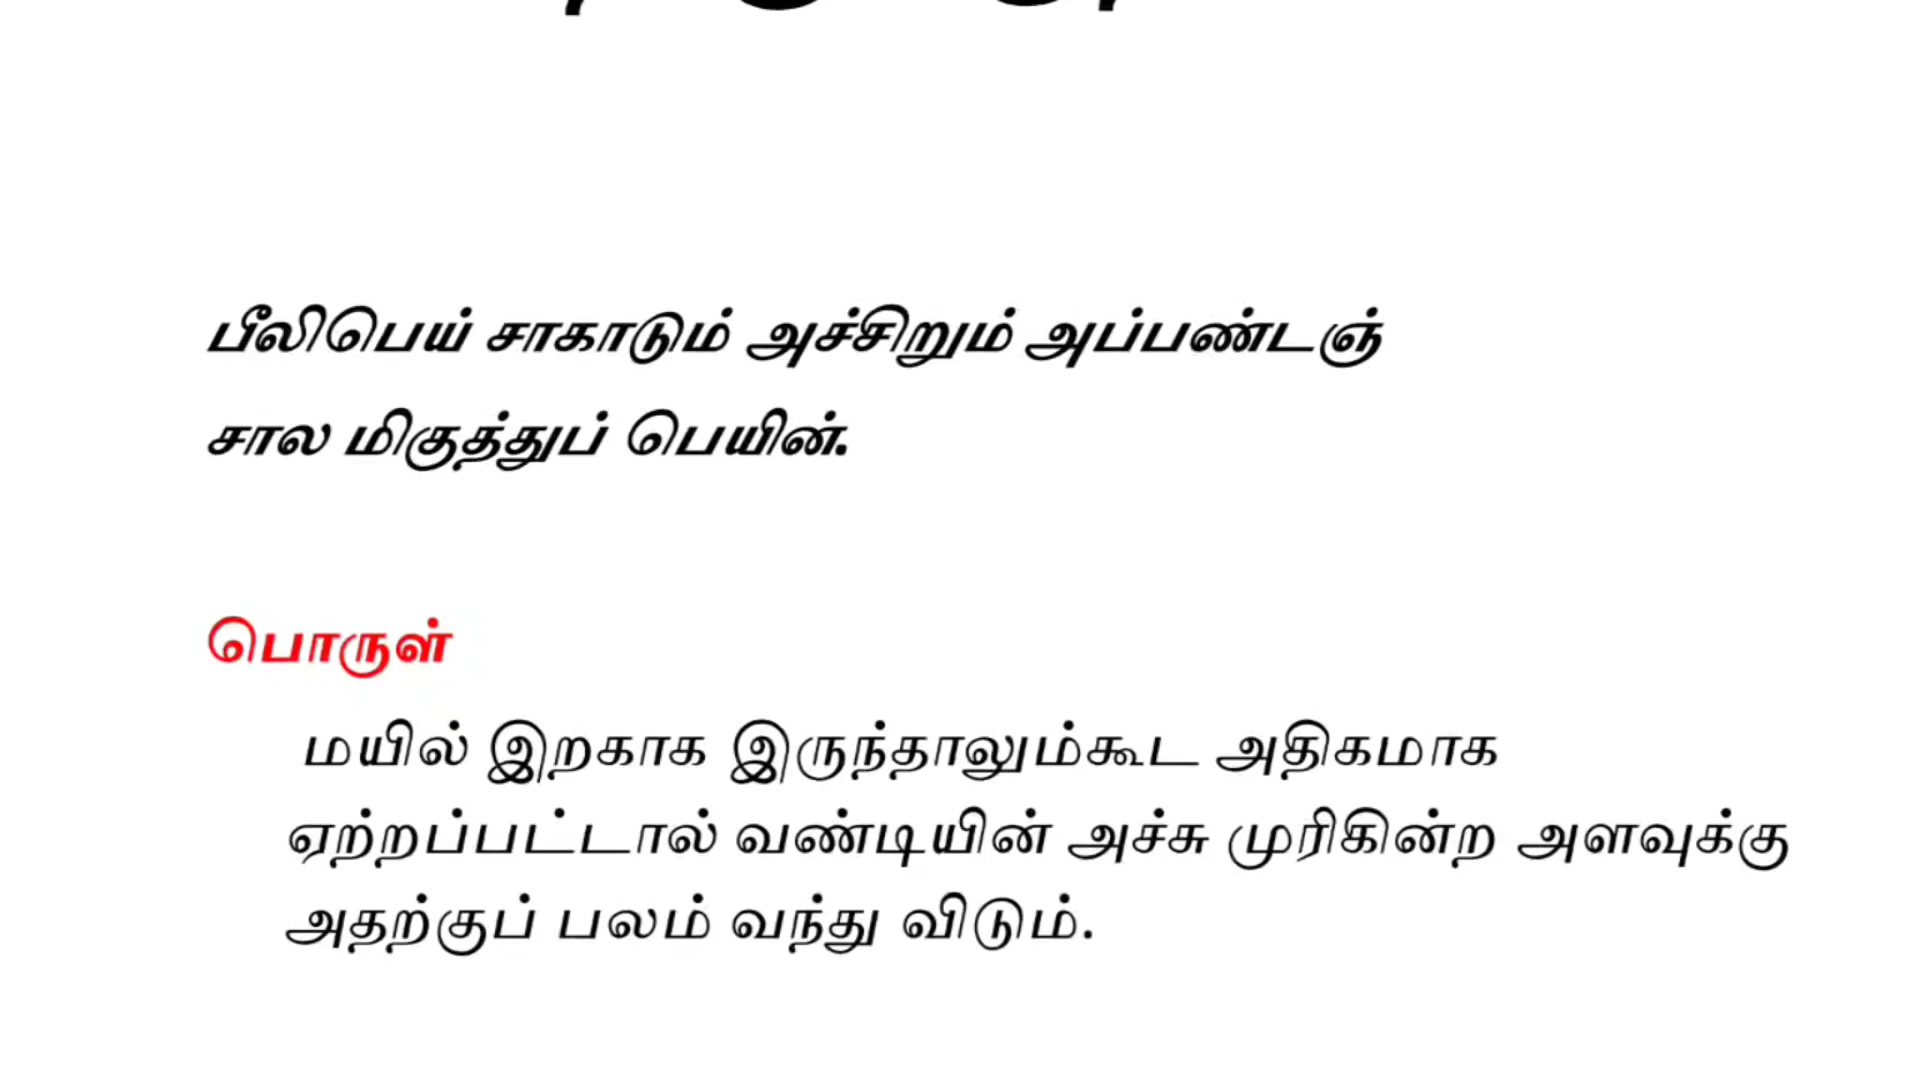 பீலிபெய் சாகாடும் அச்சிறும் அப்பண்டஞ்
சால மிகுத்துப் பெயின்.
பொருள்
மயில் இறகாக இருந்தாலும்கூட அதிகமாக
ஏற்றப்பட்டால் வண்டியின் அச்சு முரிகின்ற அளவுக்கு
அதற்குப் பலம் வந்து விடும்.